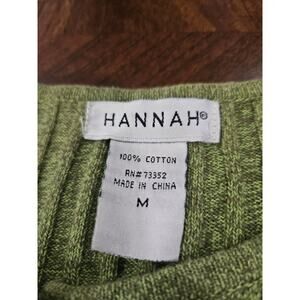 HANNAH®
100% COTTON
RN#73352
MADE IN CHINA
M